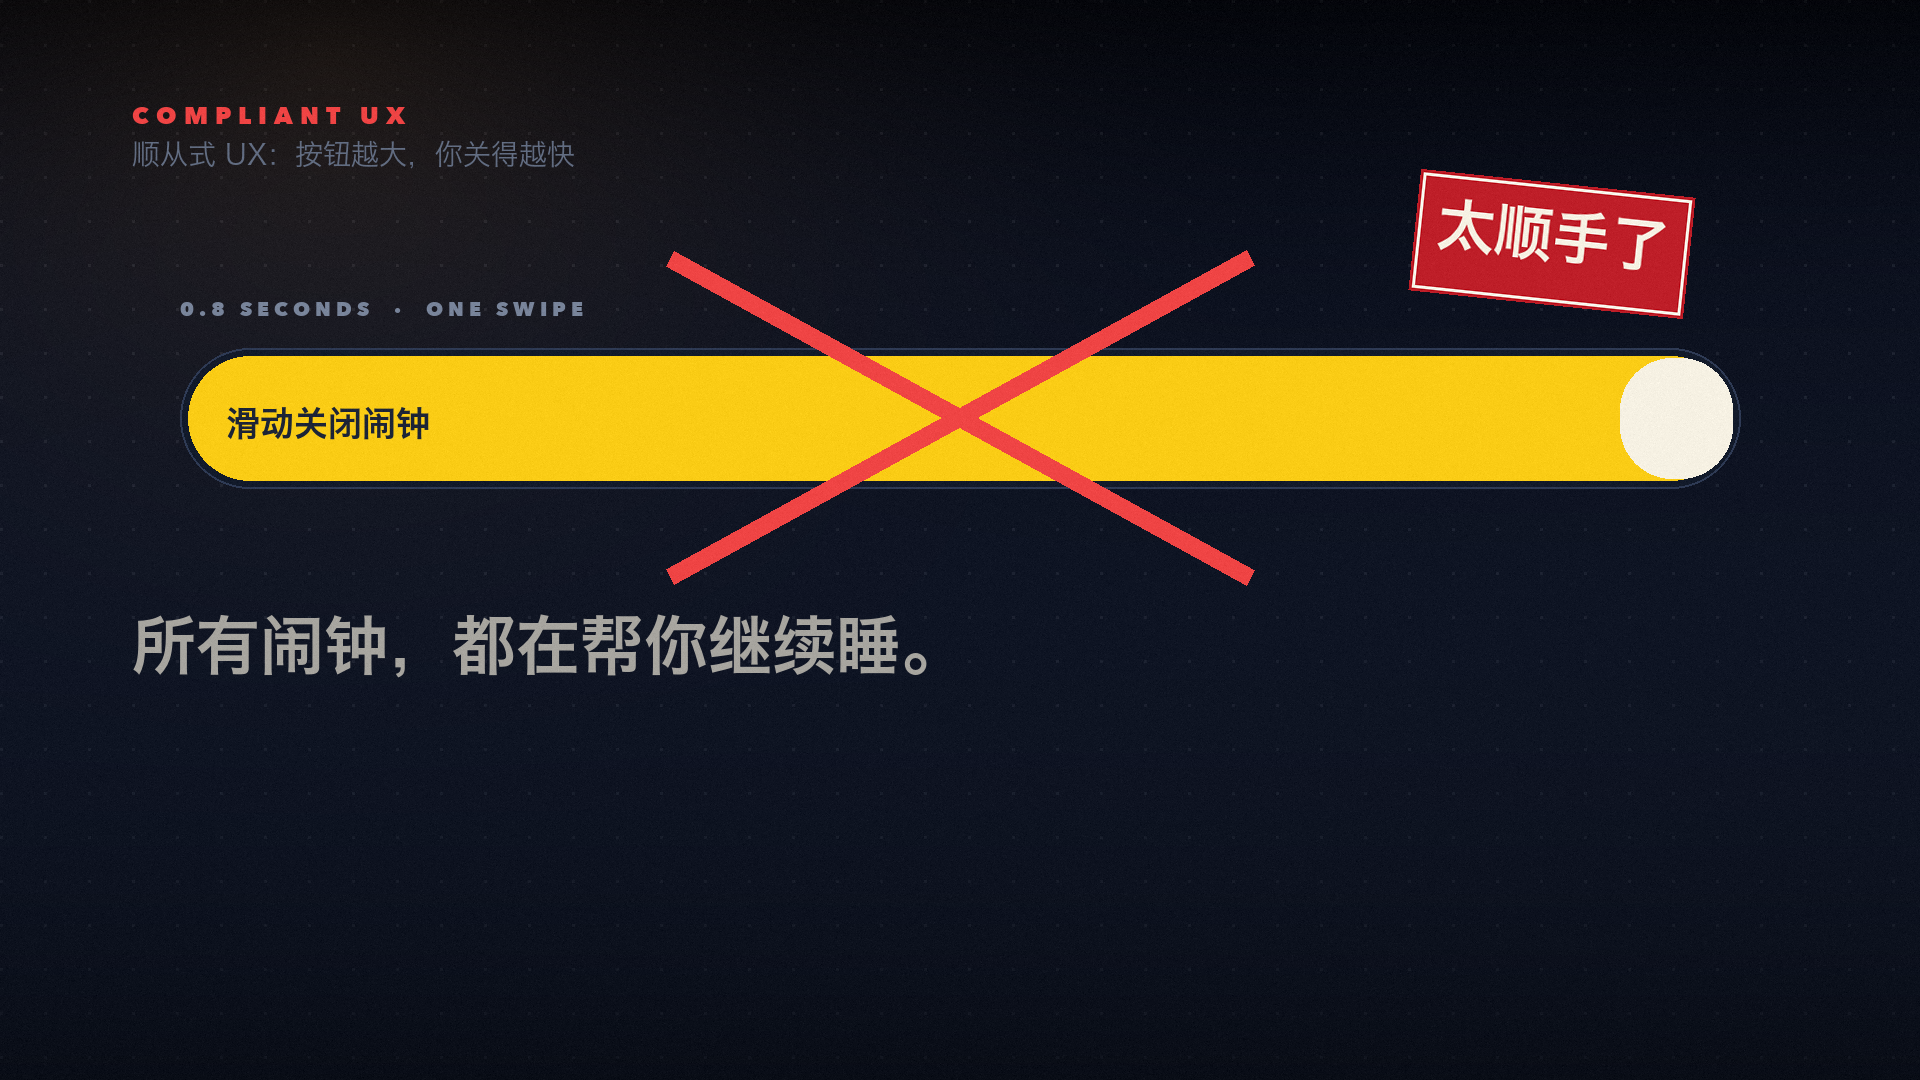 COMPLIANT UX
顺从式 UX：按钮越大，你关得越快
太顺手了
0.8 SECONDS · ONE SWIPE
滑动关闭闹钟
所有闹钟，都在帮你继续睡。